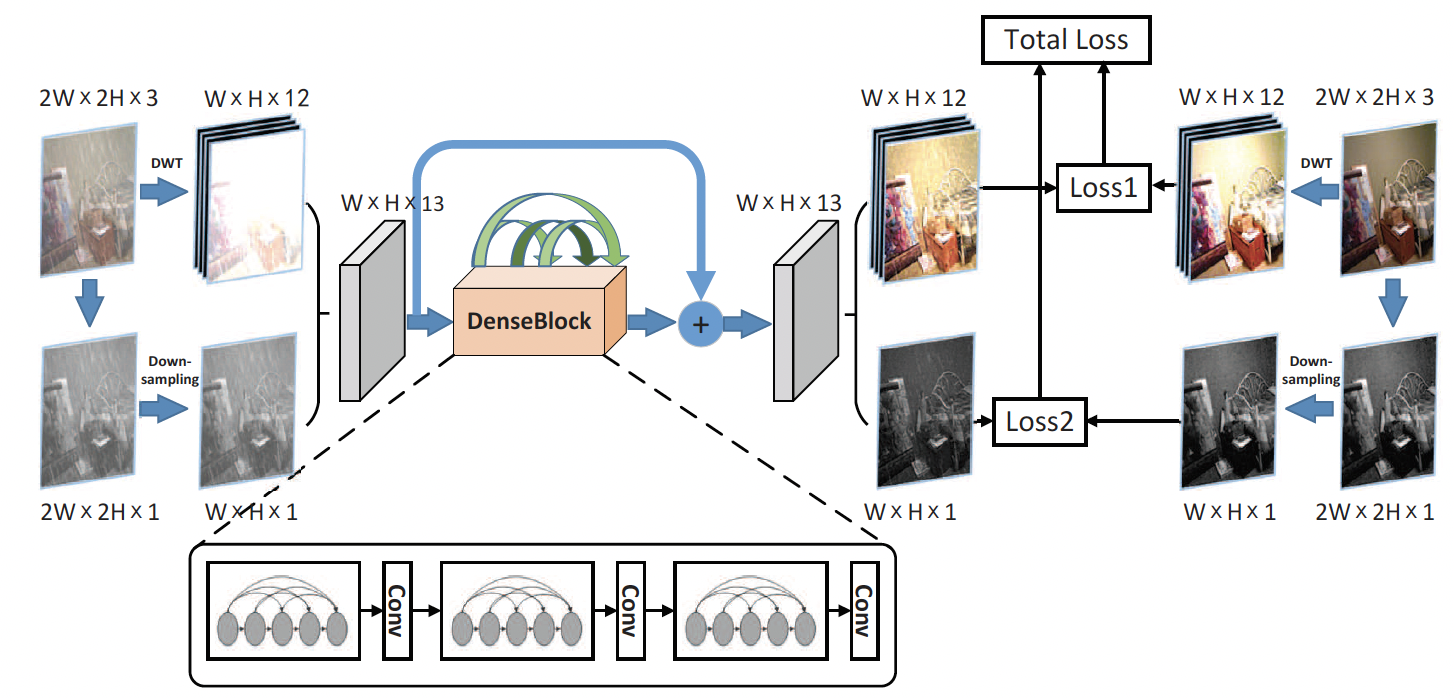 Total Loss
2W x 2H x 3
W x H x 12
W x H x 12
W x H x 12
2W x 2H x 3
DWT
Loss1
DWT
W x H x 13
W x H x 13
DenseBlock
+
Down-
sampling
Loss2
Down-
sampling
2W x 2H x 1
W x H x 1
W x H x 1
W x H x 1
2W x 2H x 1
Conv
Conv
Conv